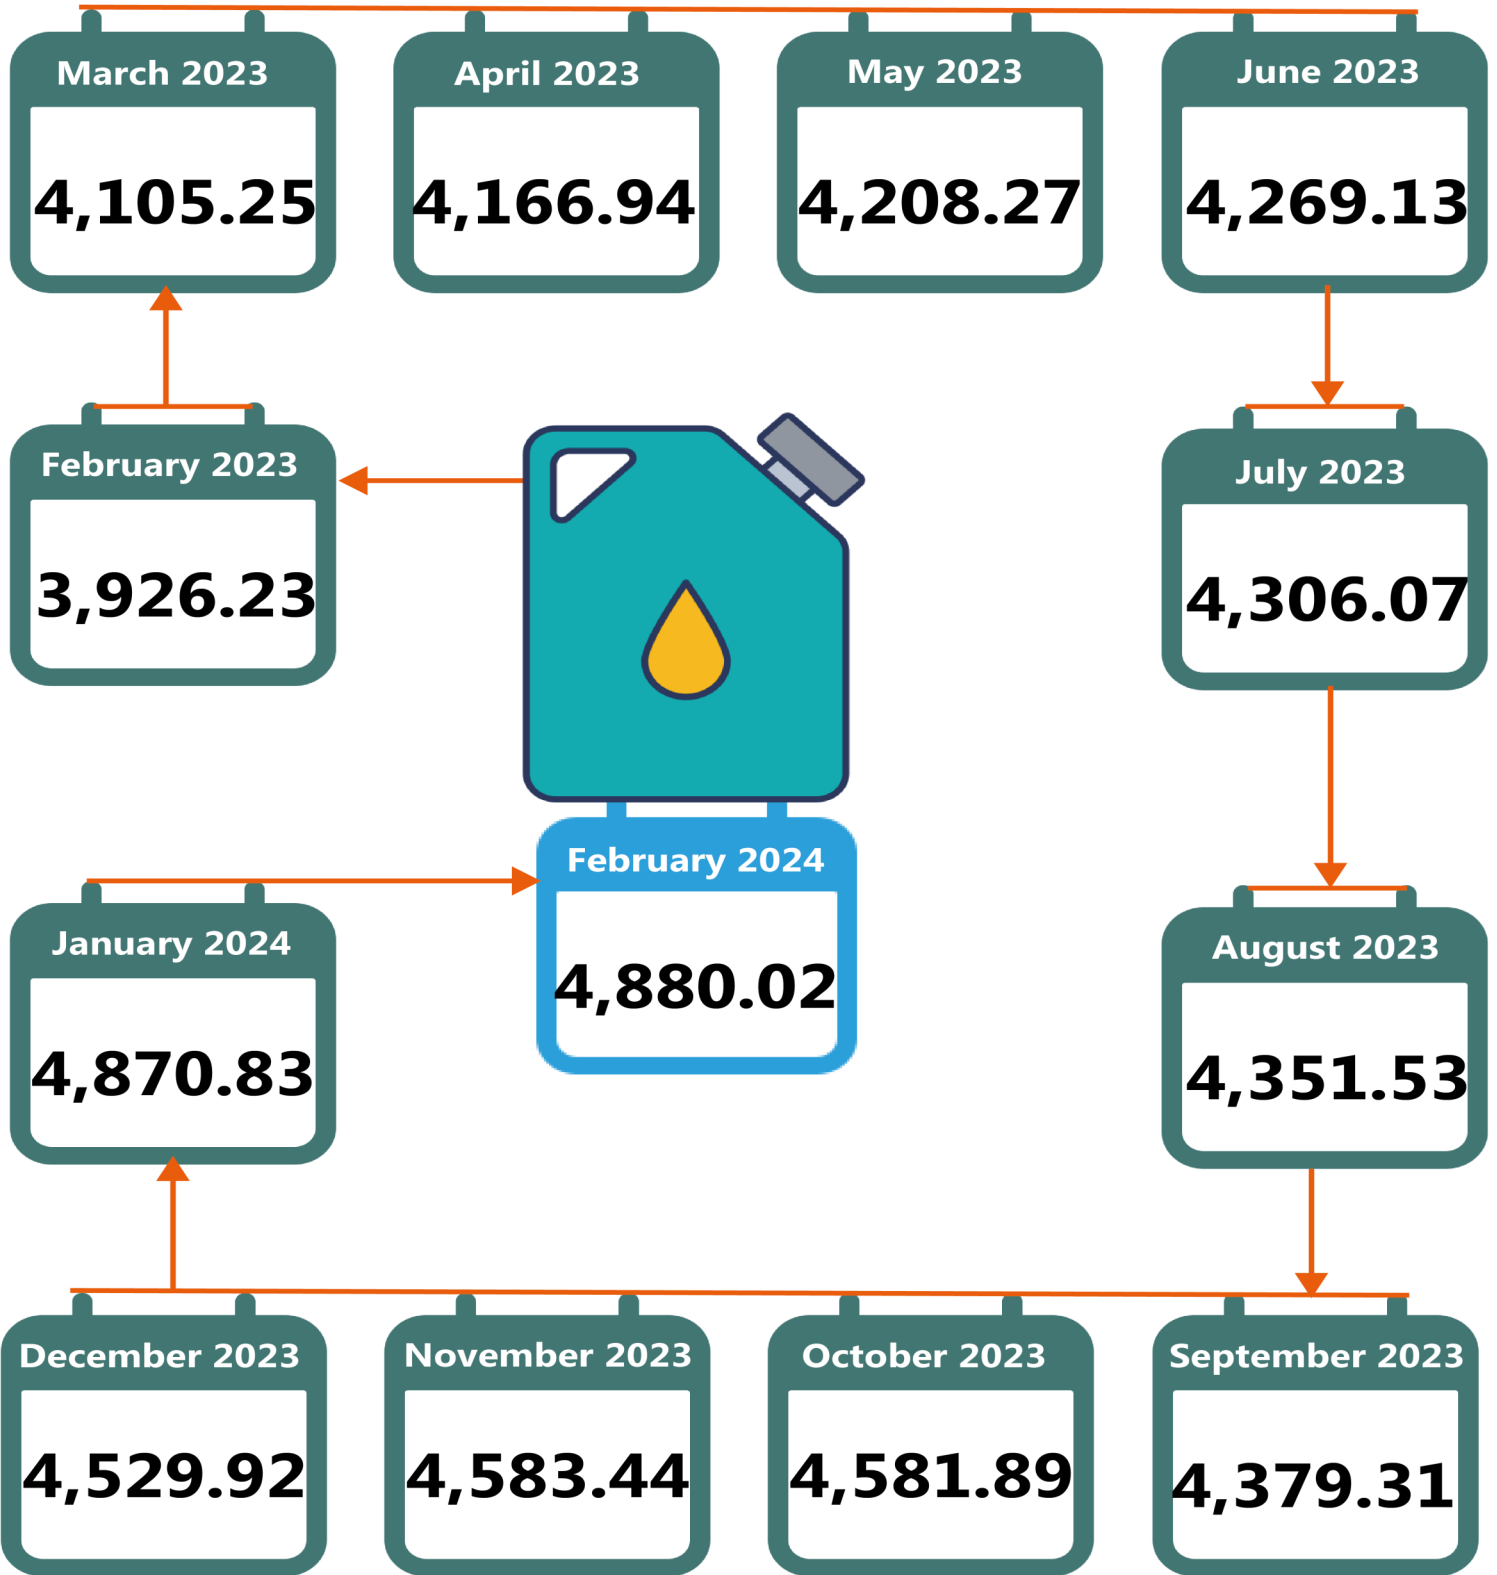 March 2023
4,105.25
April 2023
4,166.94
May 2023
4,208.27
June 2023
4,269.13
February 2023
3,926.23
July 2023
4,306.07
February 2024
4,880.02
January 2024
4,870.83
August 2023
4,351.53
December 2023
4,529.92
November 2023
4,583.44
October 2023
4,581.89
September 2023
4,379.31